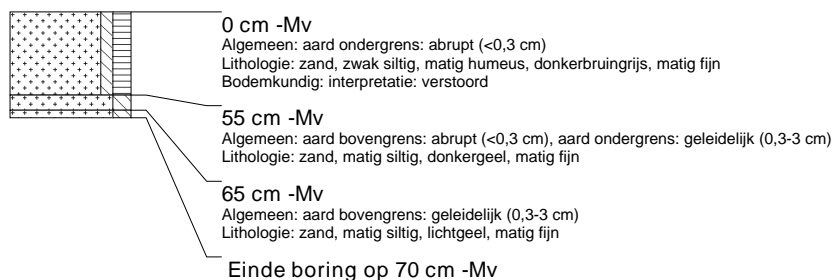 0 cm -Mv
Algemeen: aard ondergrens: abrupt (<0,3 cm)
Lithologie: zand, zwak siltig, matig humeus, donkerbruingrijs, matig fijn
Bodemkundig: interpretatie: verstoord
55 cm -Mv
Algemeen: aard bovengrens: abrupt (<0,3 cm), aard ondergrens: geleidelijk (0,3-3 cm)
Lithologie: zand, matig siltig, donkergeel, matig fijn
65 cm -Mv
Algemeen: aard bovengrens: geleidelijk (0,3-3 cm)
Lithologie: zand, matig siltig, lichtgeel, matig fijn
Einde boring op 70 cm -Mv